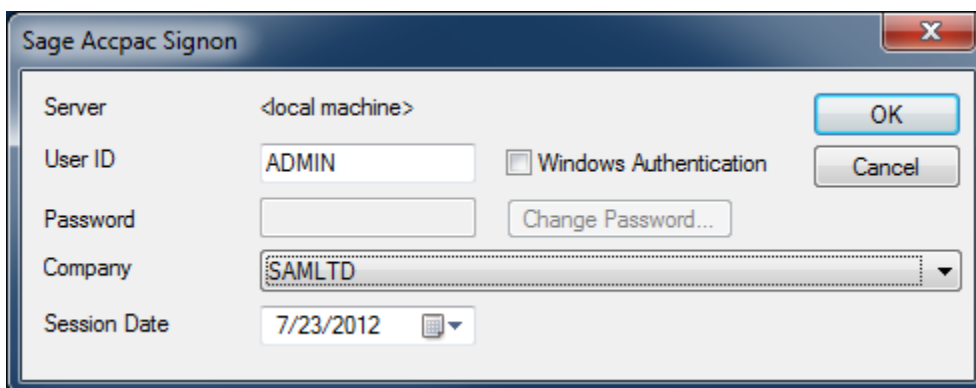 Sage Accpac Signon
Server <local machine> OK
User ID ADMIN Windows Authentication Cancel
Password Change Password...
Company SAMLTD
Session Date 7/23/2012